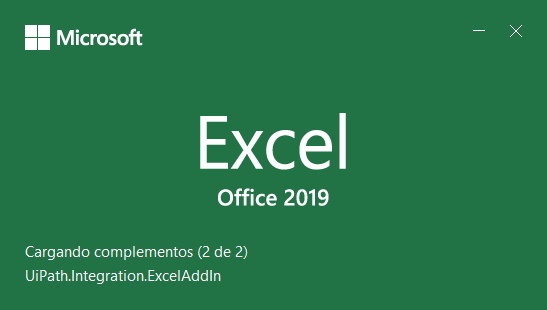 Microsoft
Excel
Office 2019
Cargando complementos (2 de 2)
UiPath.Integration.ExcelAddIn